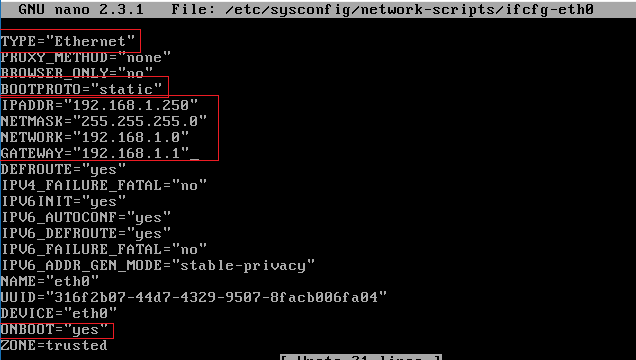 GNU nano 2.3.1 File: /etc/sysconfig/network-scripts/ifcfg-eth0
TYPE="Ethernet"
PROXY_METHOD="none"
BROWSER_ONLY="no"
BOOTPROTO="static"
IPADDR="192.168.1.250"
NETMASK="255.255.255.0"
NETWORK="192.168.1.0"
GATEWAY="192.168.1.1"_
DEFROUTE="yes"
IPV4_FAILURE_FATAL="no"
IPV6INIT="yes"
IPV6_AUTOCONF="yes"
IPV6_DEFROUTE="yes"
IPV6_FAILURE_FATAL="no"
IPV6_ADDR_GEN_MODE="stable-privacy"
NAME="eth0"
UUID="316f2b07-44d7-4329-9507-8facb006fa04"
DEVICE="eth0"
ONBOOT="yes"
ZONE=trusted